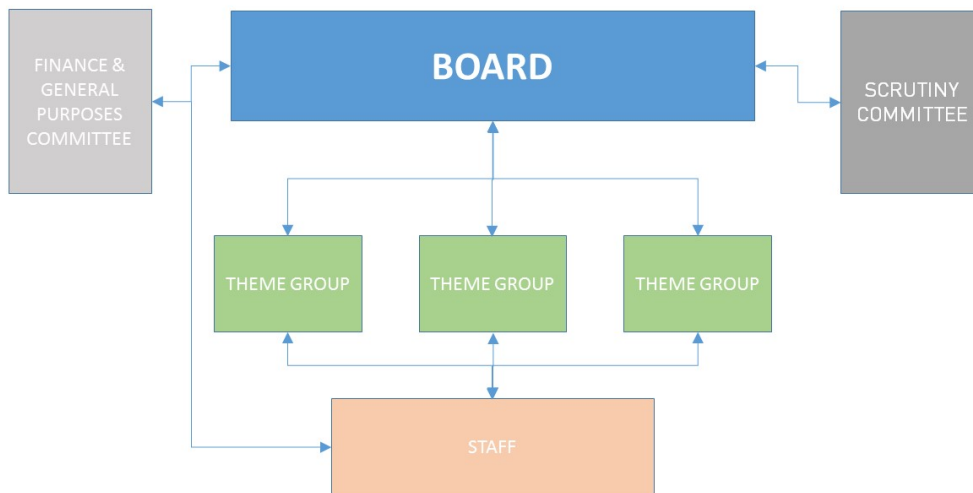 FINANCE &
GENERAL
PURPOSES
COMMITTEE
BOARD
SCRUTINY
COMMITTEE
THEME GROUP
THEME GROUP
THEME GROUP
STAFF